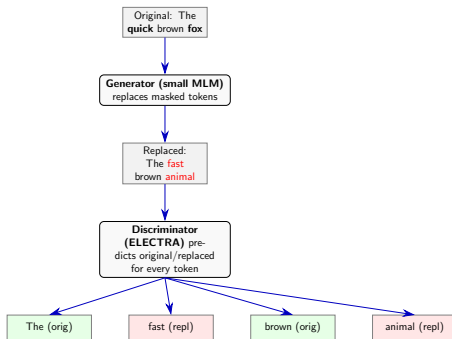 Original: The
quick brown fox
Generator (small MLM)
replaces masked tokens
Replaced:
The fast
brown animal
Discriminator
(ELECTRA) pre-
dicts original/replaced
for every token
The (orig)
fast (repl)
brown (orig)
animal (repl)